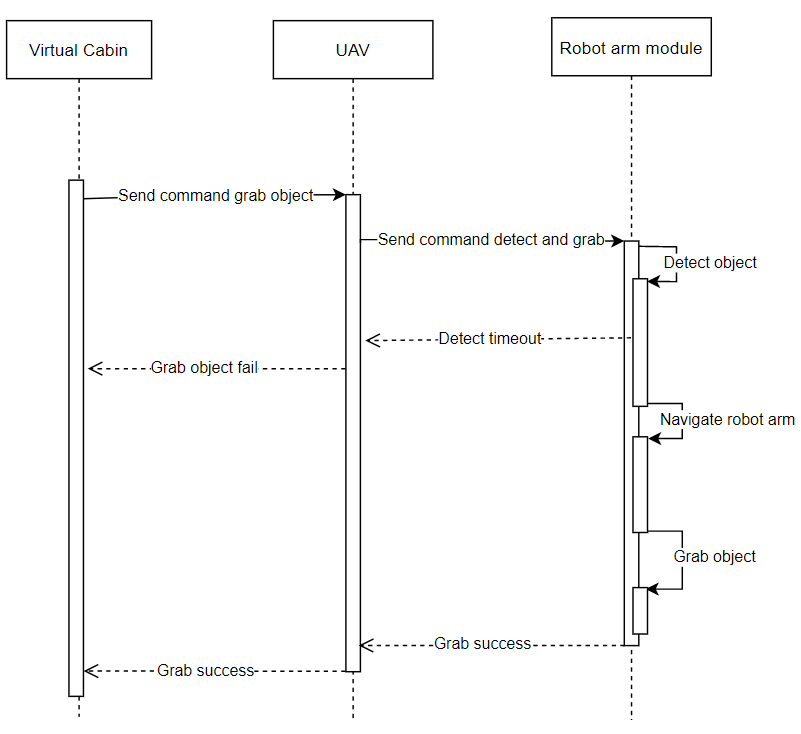 Virtual Cabin
UAV
Robot arm module
Send command grab object
Send command detect and grab
Detect object
Detect timeout
Grab object fail
Navigate robot arm
Grab object
Grab success
Grab success